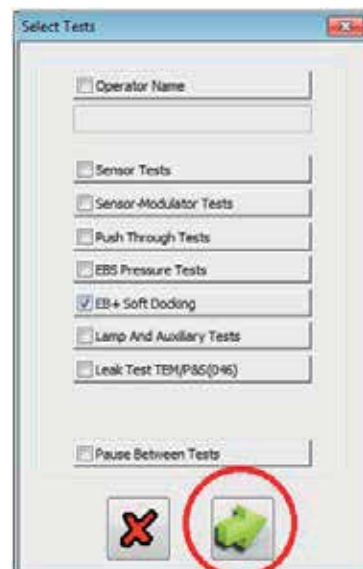 Select Tests
Operator Name
Sensor Tests
Sensor-Modulator Tests
Push Through Tests
EBS Pressure Tests
EB+ Soft Docking
Lamp And Auxiliary Tests
Leak Test TEM/P&S(046)
Pause Between Tests